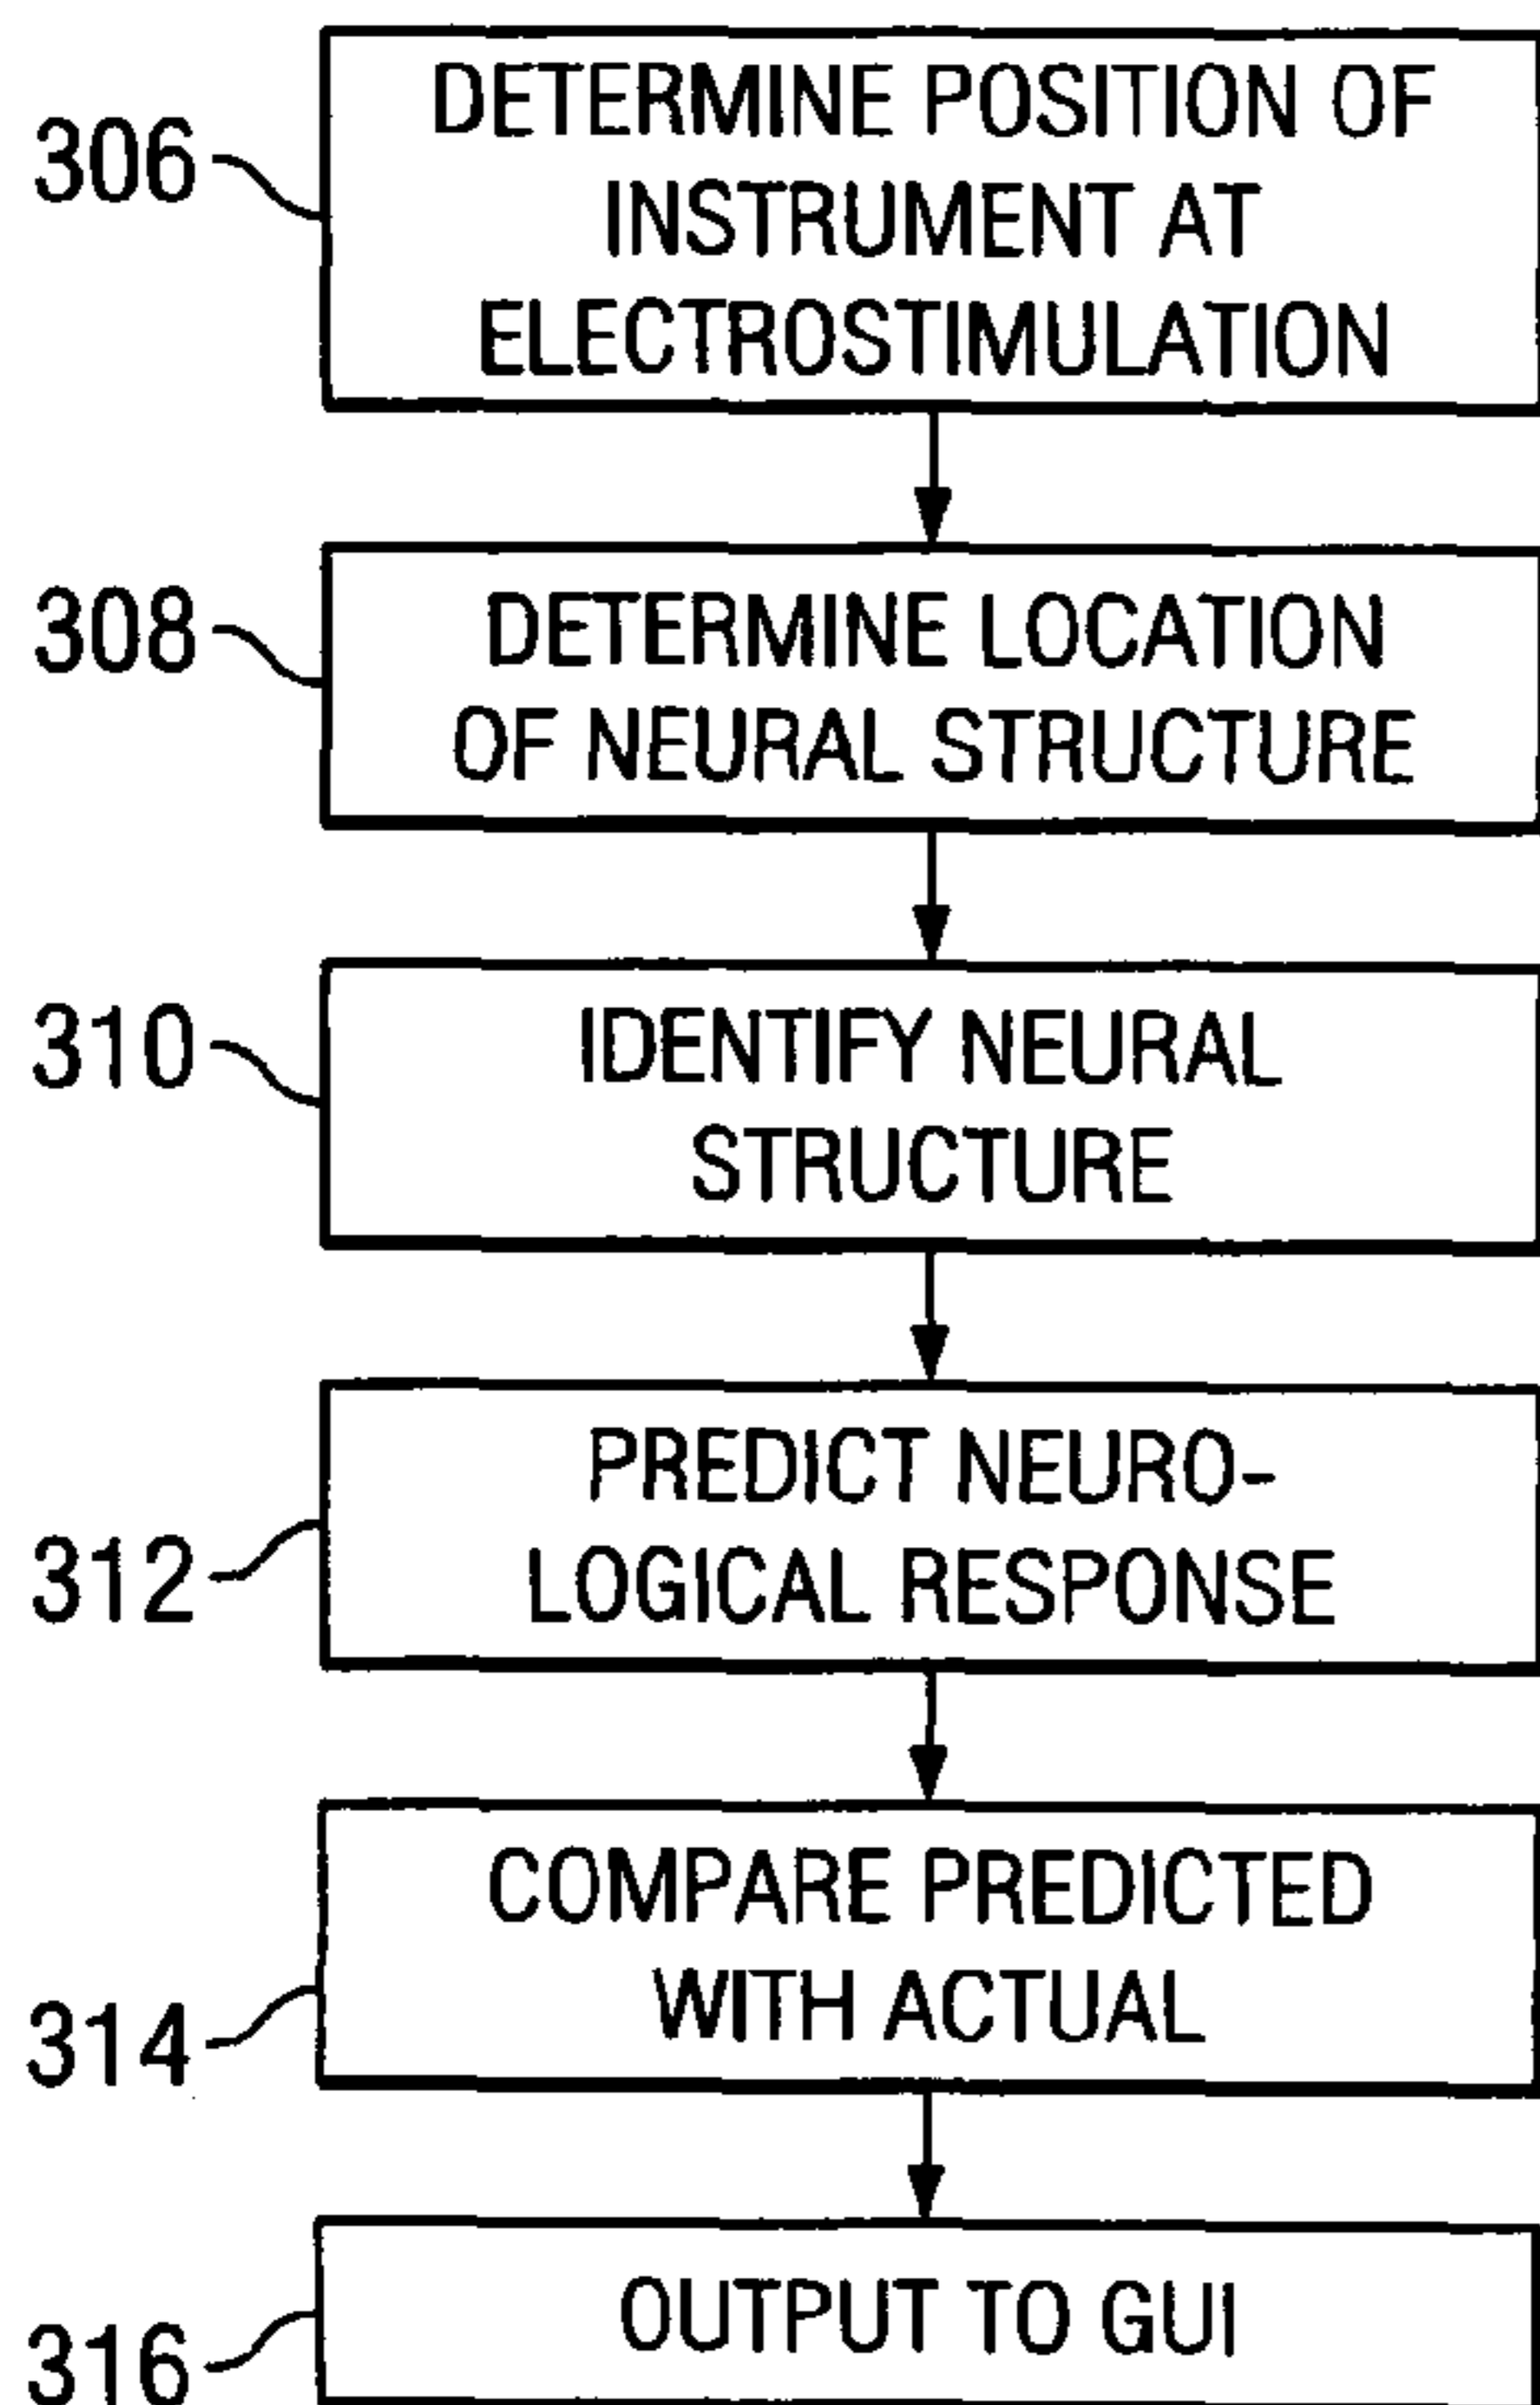 306
DETERMINE POSITION OF
INSTRUMENT AT
ELECTROSTIMULATION
308
DETERMINE LOCATION
OF NEURAL STRUCTURE
310
IDENTIFY NEURAL
STRUCTURE
312
PREDICT NEURO-
LOGICAL RESPONSE
314
COMPARE PREDICTED
WITH ACTUAL
316
OUTPUT TO GUI